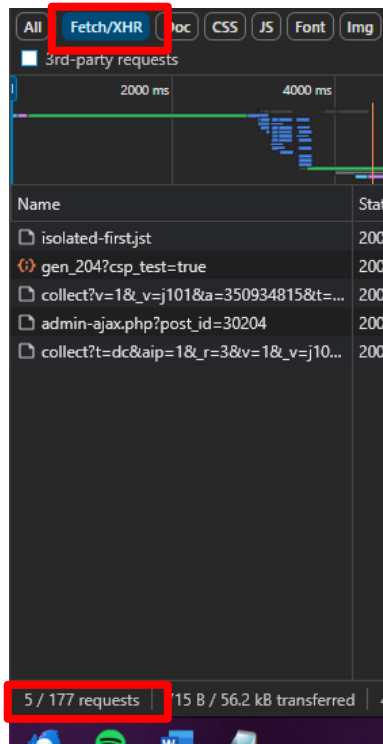 All Fetch/XHR Doc CSS JS Font Img
3rd-party requests
2000 ms 4000 ms
Name
isolated-first.jst 200
gen_204?csp_test=true 200
collect?v=1&_v=j101&a=350934815&t=... 200
admin-ajax.php?post_id=30204 200
collect?t=dc&aip=1&_r=3&v=1&_v=j10... 200
5 / 177 requests 15 B / 56.2 kB transferred